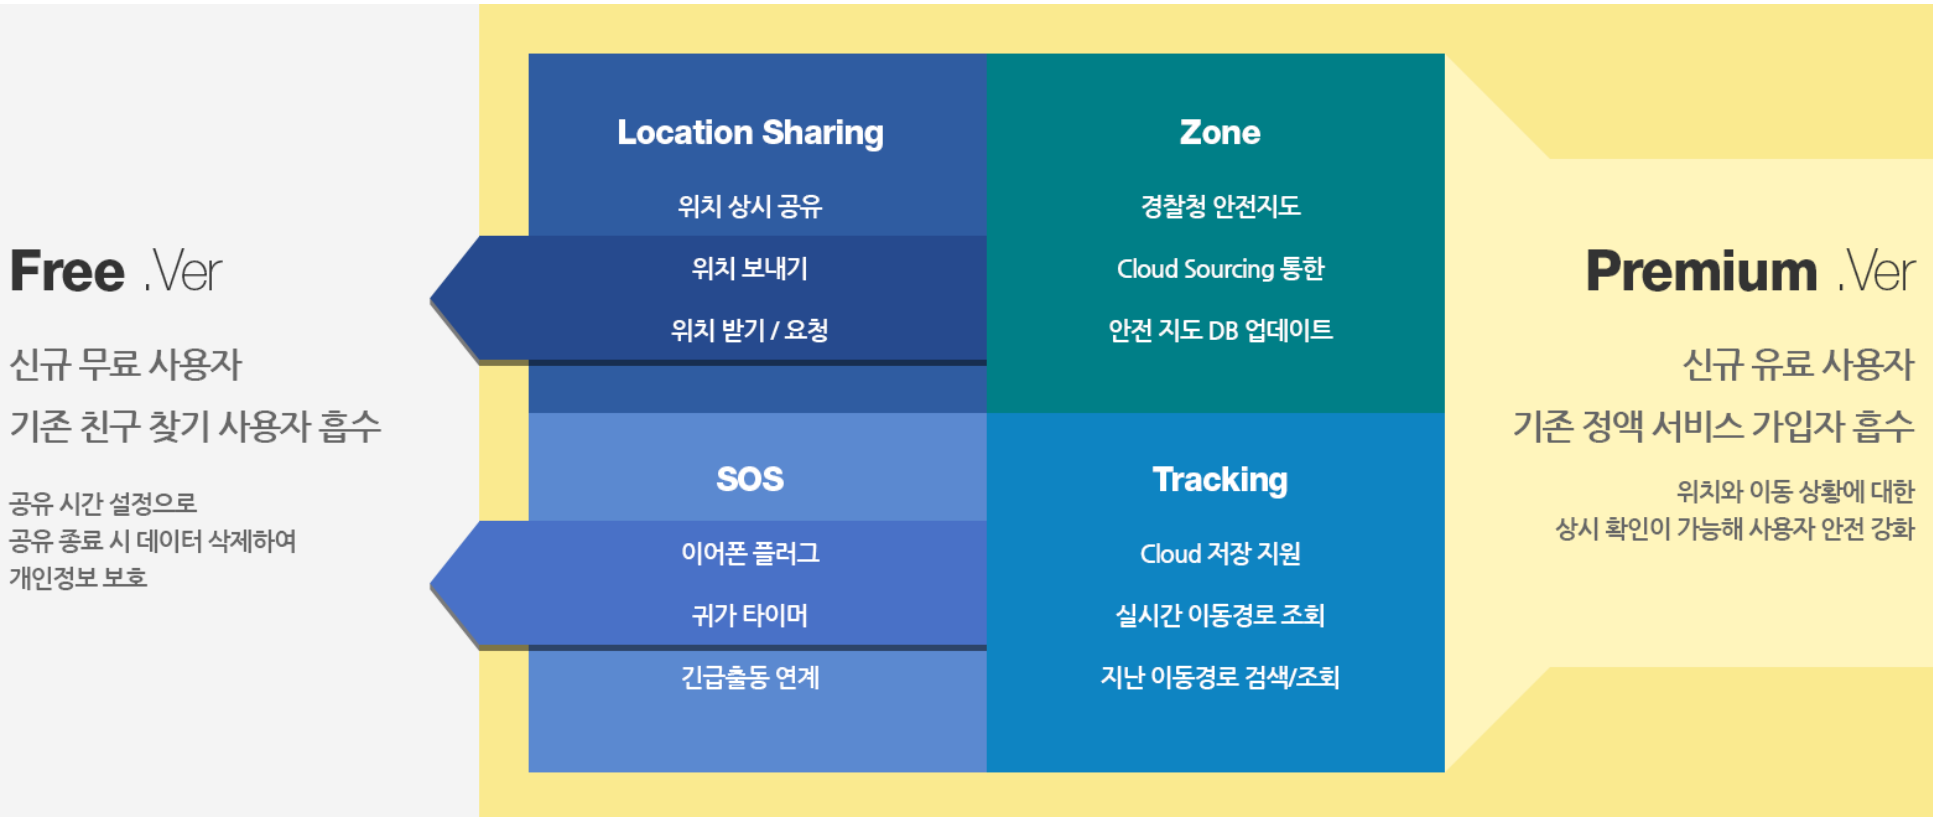 Free .Ver
신규 무료 사용자
기존 친구 찾기 사용자 흡수
공유 시간 설정으로
공유 종료 시 데이터 삭제하여
개인정보 보호
Location Sharing
위치 상시 공유
위치 보내기
위치 받기 / 요청
Zone
경찰청 안전지도
Cloud Sourcing 통한
안전 지도 DB 업데이트
SOS
이어폰 플러그
귀가 타이머
긴급출동 연계
Tracking
Cloud 저장 지원
실시간 이동경로 조회
지난 이동경로 검색/조회
Premium .Ver
신규 유료 사용자
기존 정액 서비스 가입자 흡수
위치와 이동 상황에 대한
상시 확인이 가능해 사용자 안전 강화